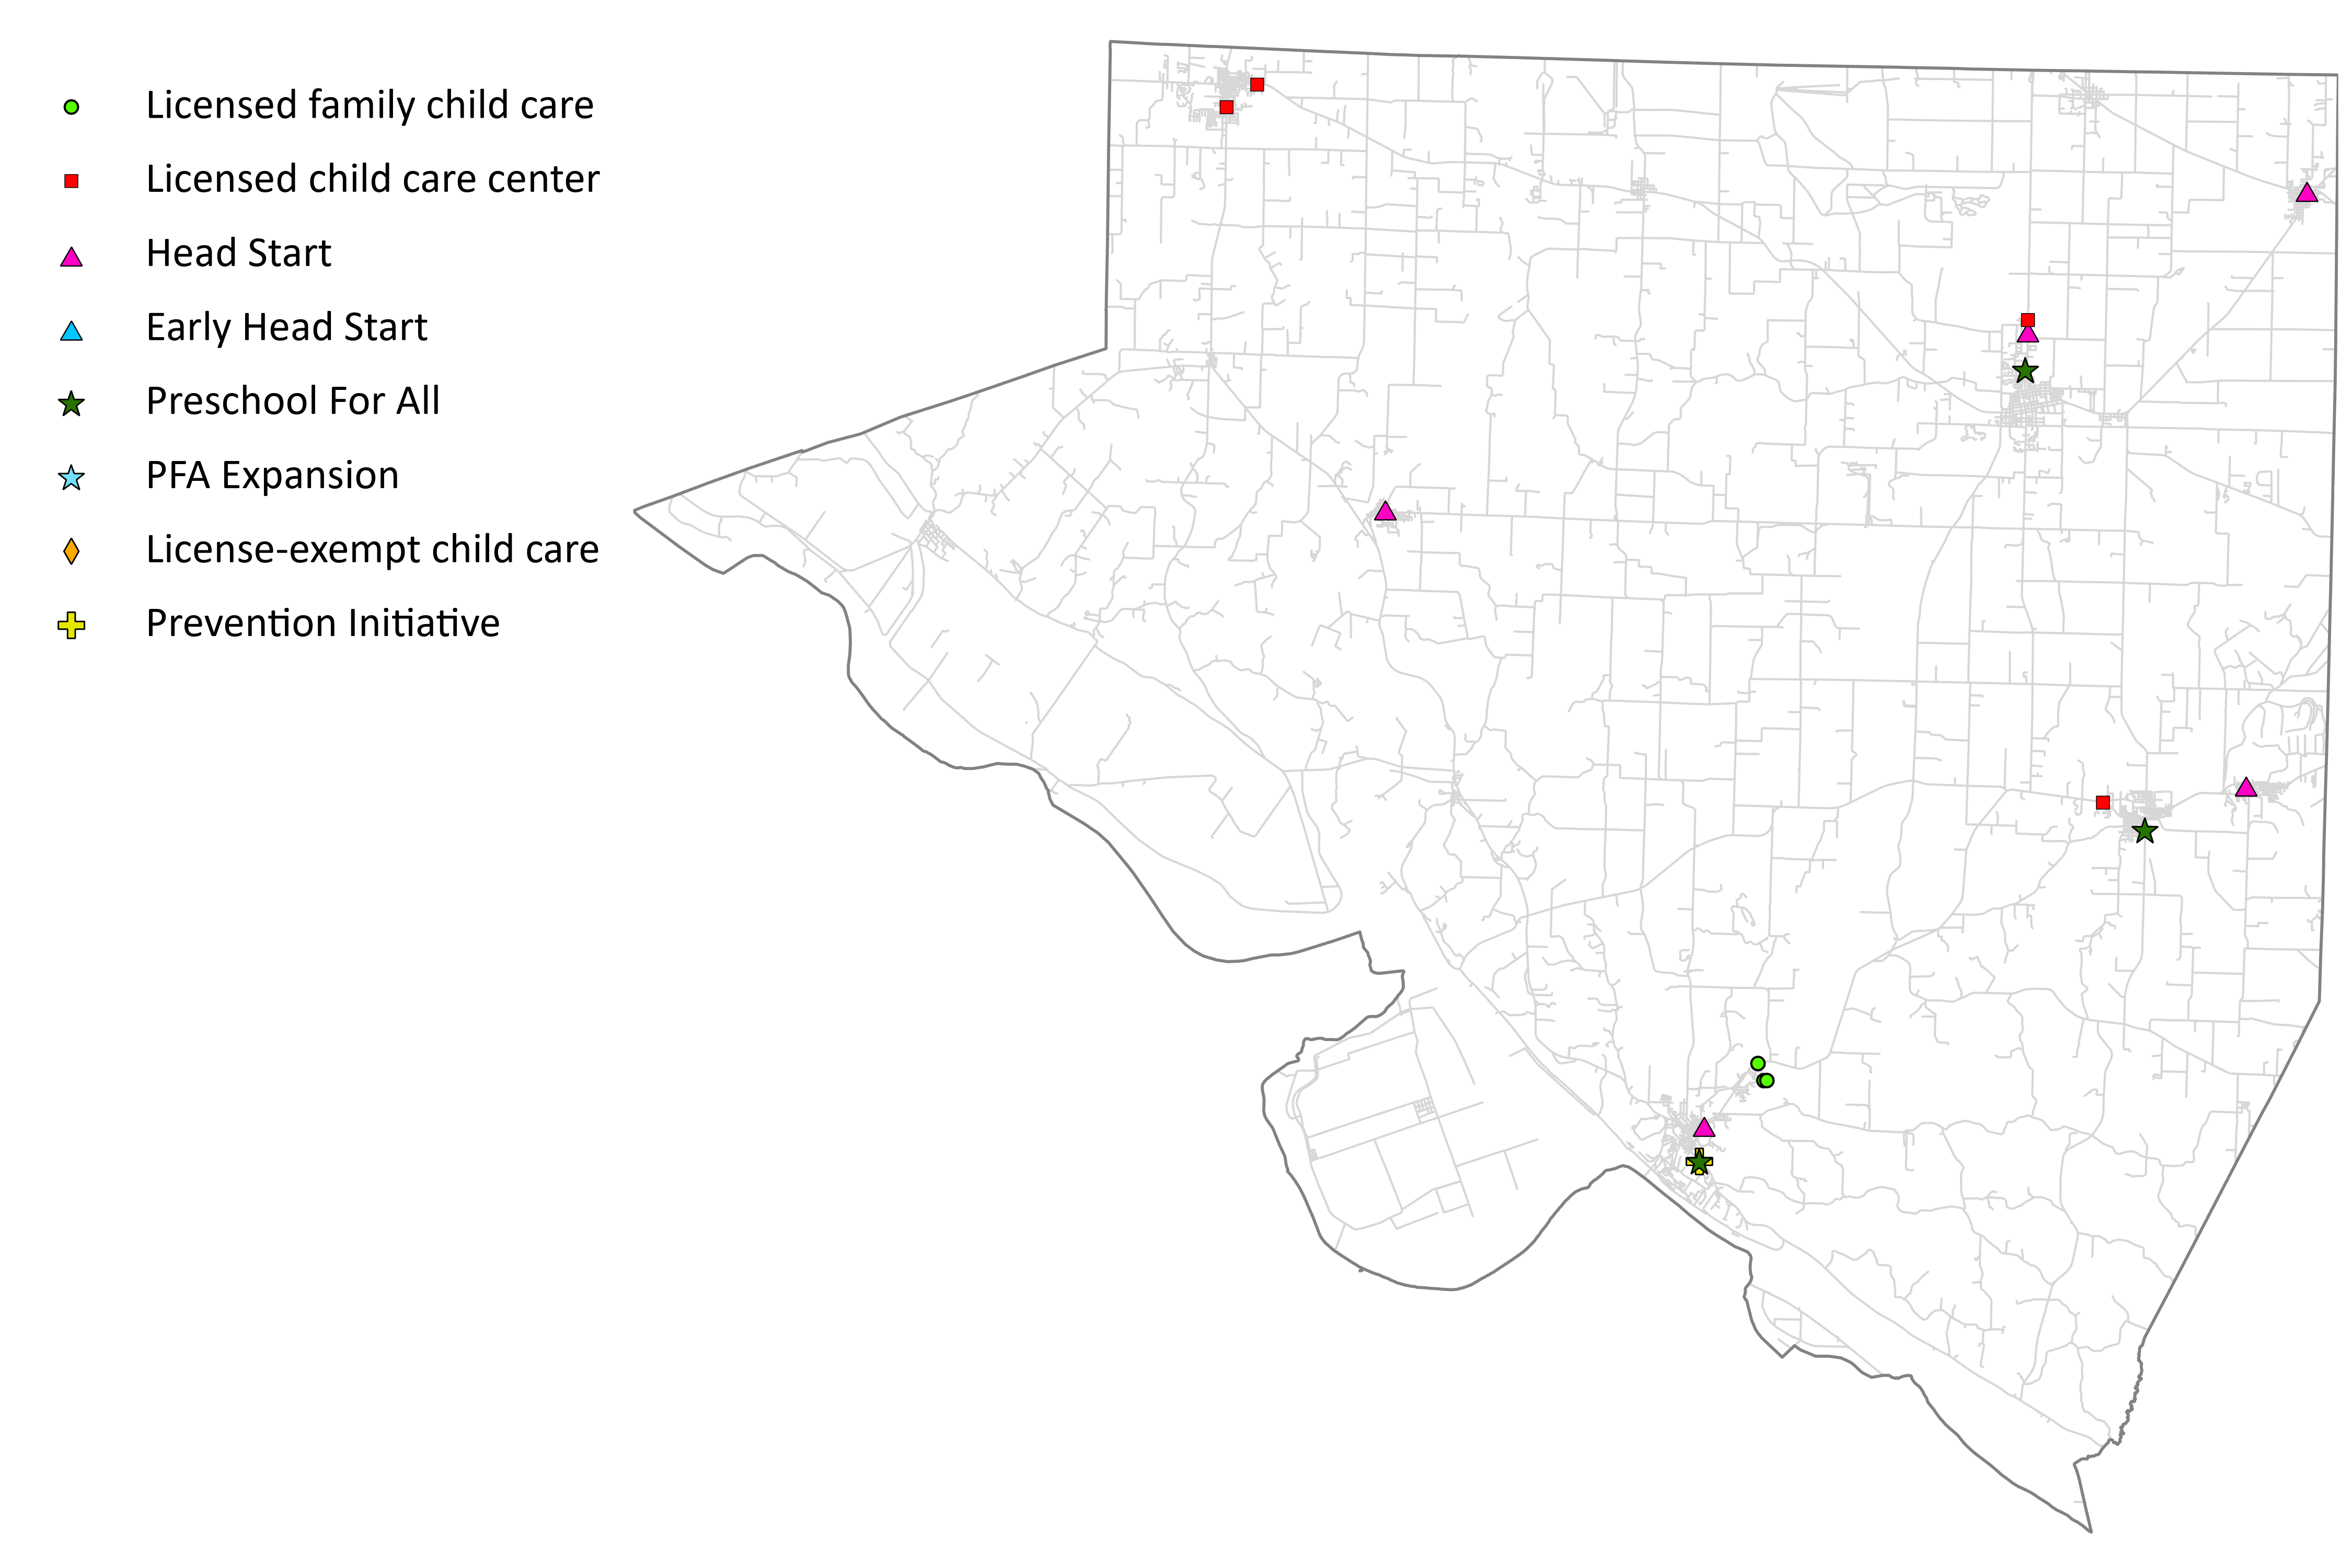 Licensed family child care
Licensed child care center
Head Start
Early Head Start
Preschool For All
PFA Expansion
License-exempt child care
Prevention Initiative